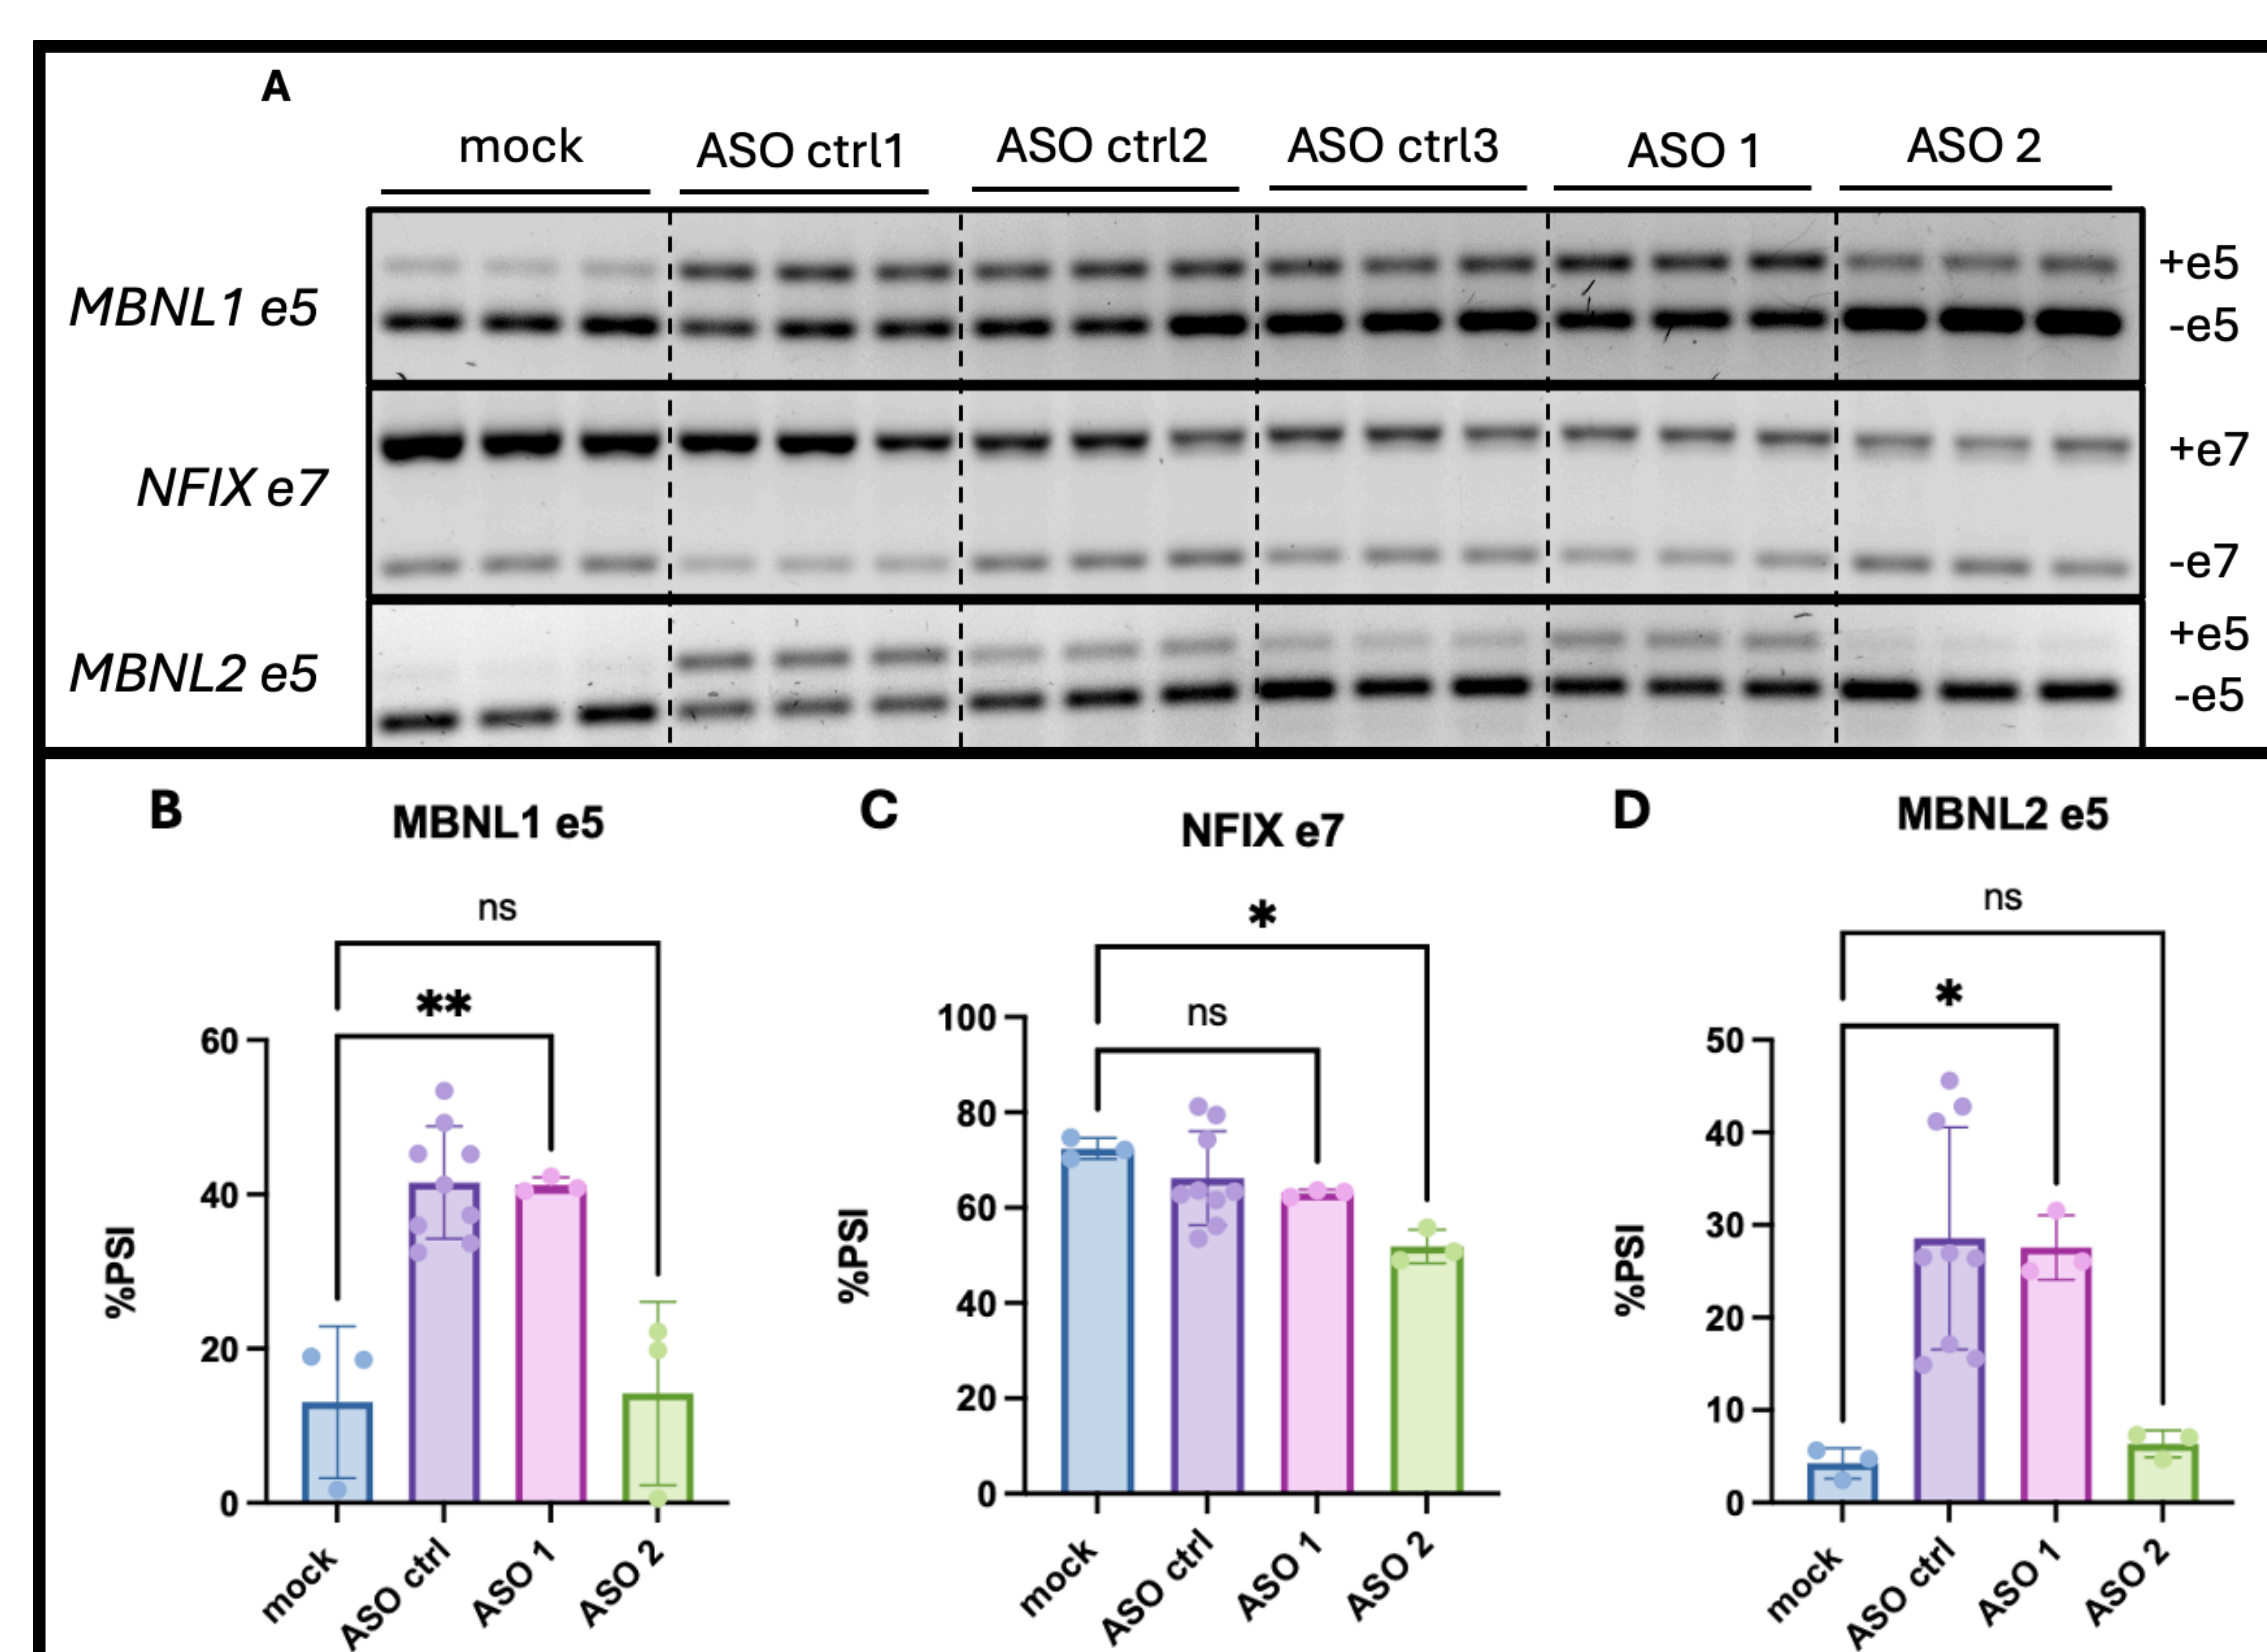 A
mock ASO ctrl1 ASO ctrl2 ASO ctrl3 ASO 1 ASO 2
MBNL1 e5
+e5
-e5
NFIX e7
+e7
-e7
MBNL2 e5
+e5
-e5
B
MBNL1 e5
ns
**
60
40
20
0
%PSI
mock ASO ctrl ASO 1 ASO 2
C
NFIX e7
*
ns
100
80
60
40
20
0
%PSI
mock ASO ctrl ASO 1 ASO 2
D
MBNL2 e5
ns
*
50
40
30
20
10
0
%PSI
mock ASO ctrl ASO 1 ASO 2